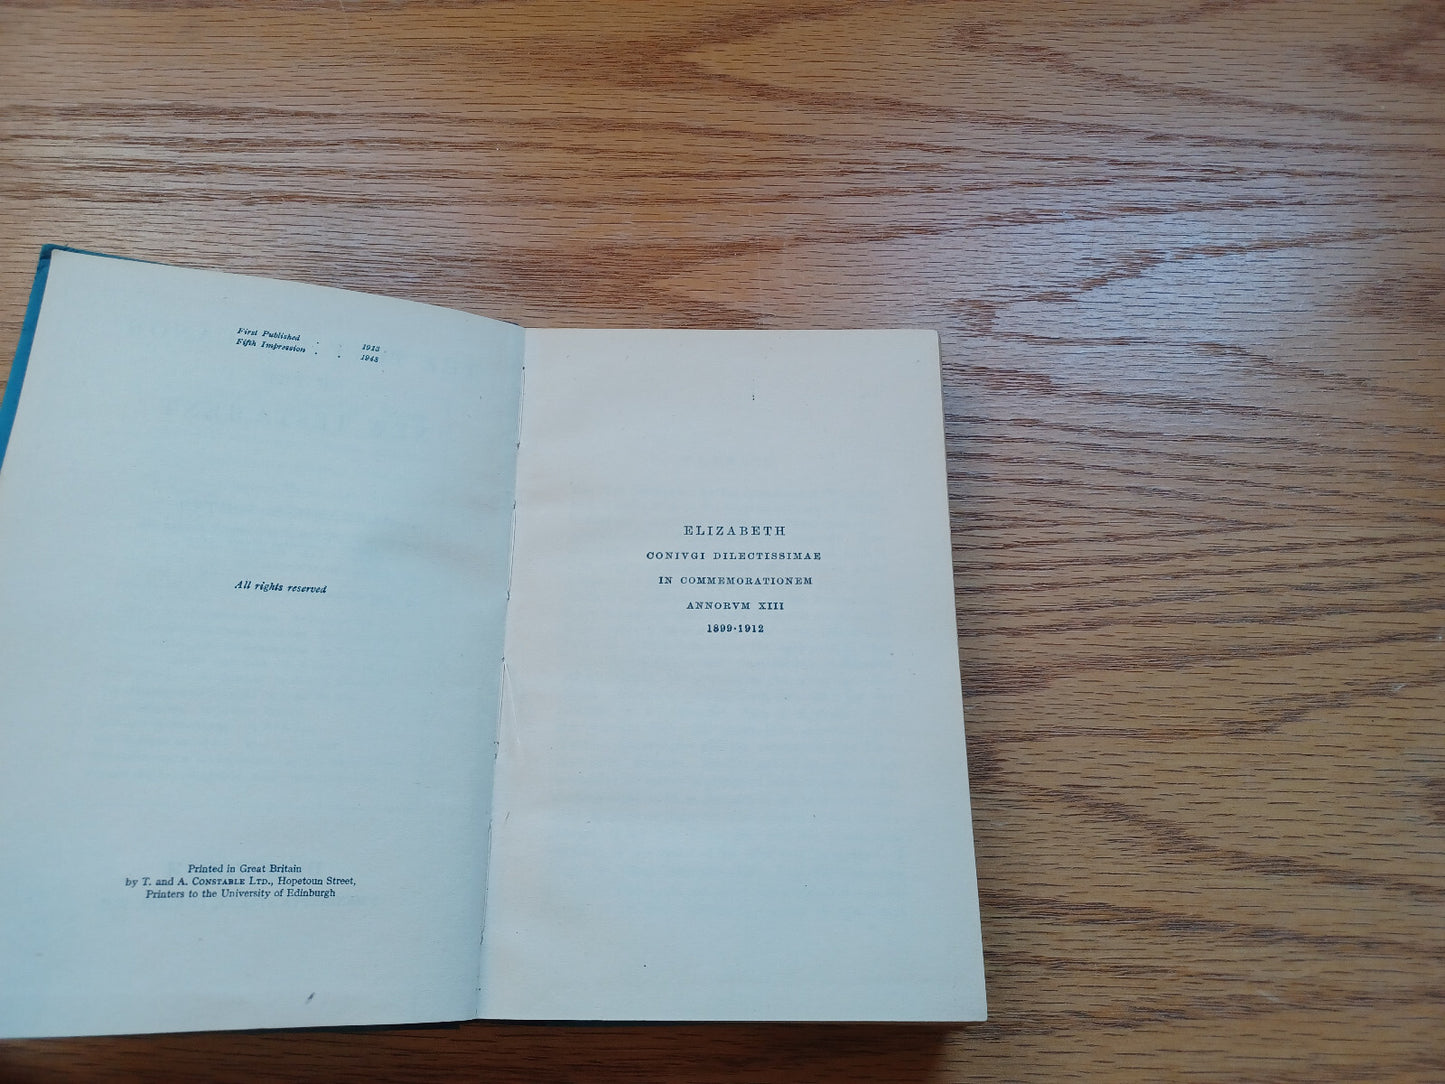 First Published . . 1913
Fifth Impression . . 1948
All rights reserved
Printed in Great Britain
by T. and A. CONSTABLE LTD., Hopetoun Street,
Printers to the University of Edinburgh
ELIZABETH
CONIVGI DILECTISSIMAE
IN COMMEMORATIONEM
ANNORVM XIII
1899·1912